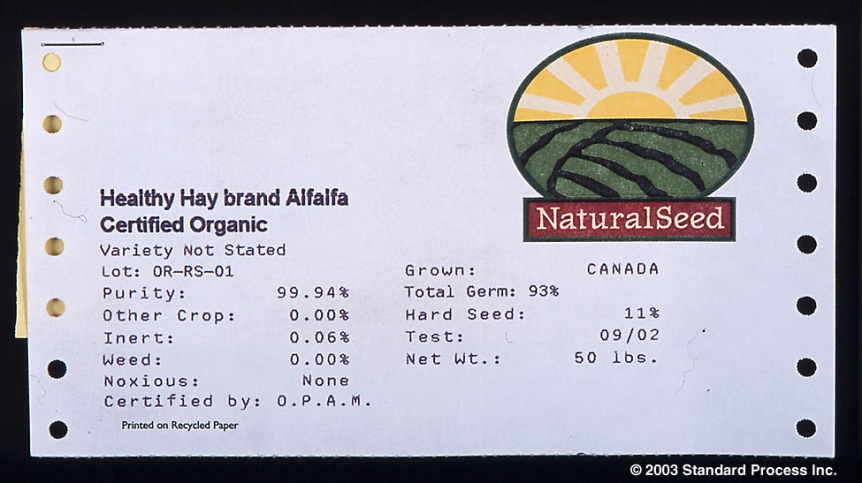 NaturalSeed
Healthy Hay brand Alfalfa
Certified Organic
Variety Not Stated
Lot: OR-RS-01
Purity: 99.94%
Other Crop: 0.00%
Inert: 0.06%
Weed: 0.00%
Noxious: None
Certified by: O.P.A.M.
Grown: CANADA
Total Germ: 93%
Hard Seed: 11%
Test: 09/02
Net Wt.: 50 lbs.
Printed on Recycled Paper
© 2003 Standard Process Inc.